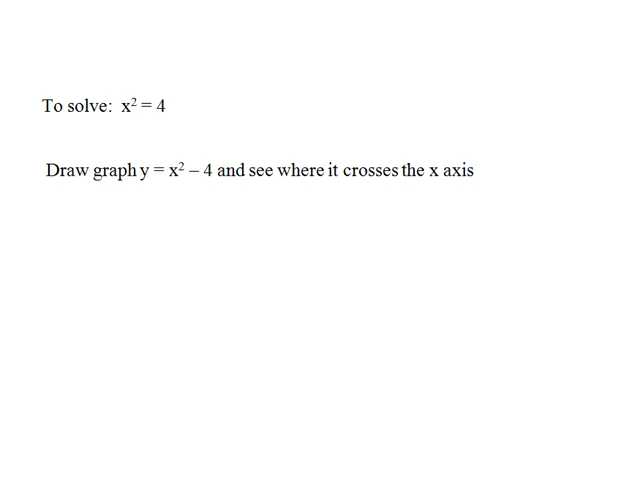 To solve: x² = 4
Draw graph y = x² – 4 and see where it crosses the x axis